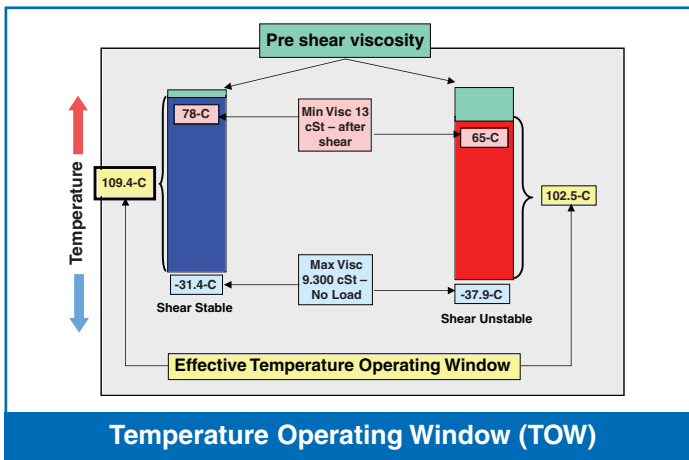 Pre shear viscosity
78-C
Min Visc 13
cSt – after
shear
65-C
Temperature
109.4-C
102.5-C
-31.4-C
Max Visc
9.300 cSt –
No Load
-37.9-C
Shear Stable
Shear Unstable
Effective Temperature Operating Window
Temperature Operating Window (TOW)